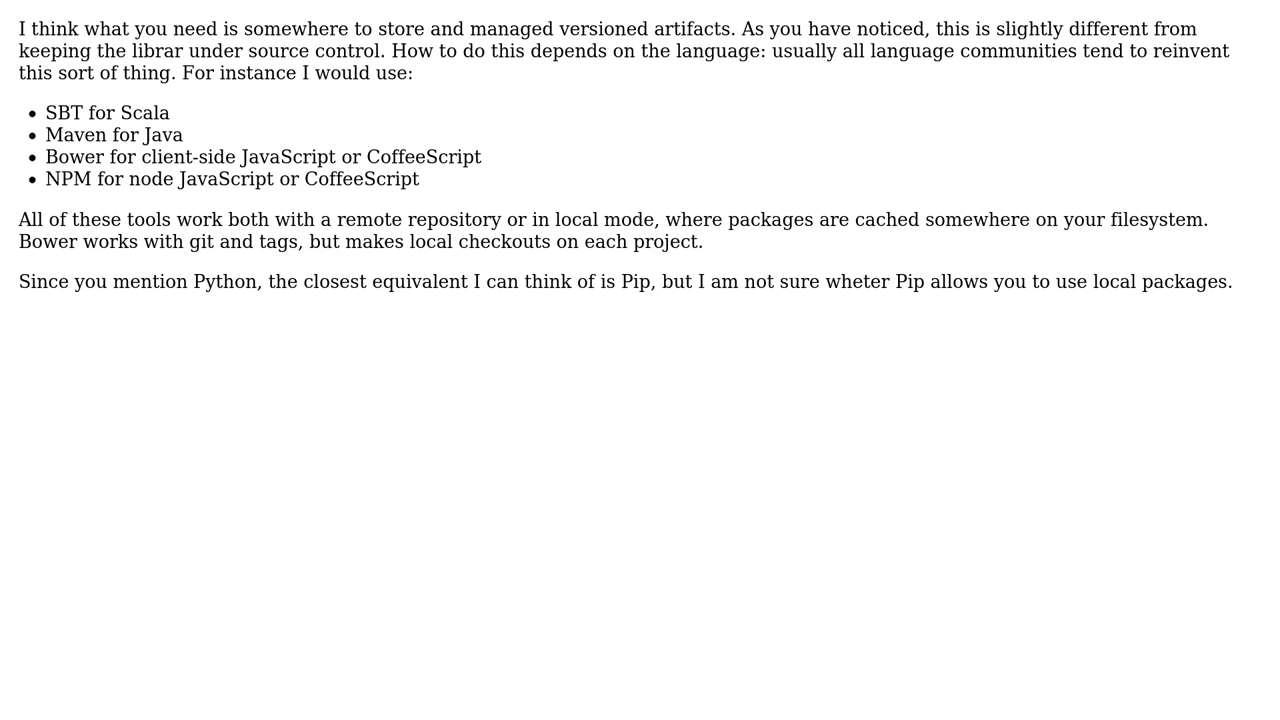 I think what you need is somewhere to store and managed versioned artifacts. As you have noticed, this is slightly different from
keeping the librar under source control. How to do this depends on the language: usually all language communities tend to reinvent
this sort of thing. For instance I would use:
• SBT for Scala
• Maven for Java
• Bower for client-side JavaScript or CoffeeScript
• NPM for node JavaScript or CoffeeScript
All of these tools work both with a remote repository or in local mode, where packages are cached somewhere on your filesystem.
Bower works with git and tags, but makes local checkouts on each project.
Since you mention Python, the closest equivalent I can think of is Pip, but I am not sure wheter Pip allows you to use local packages.